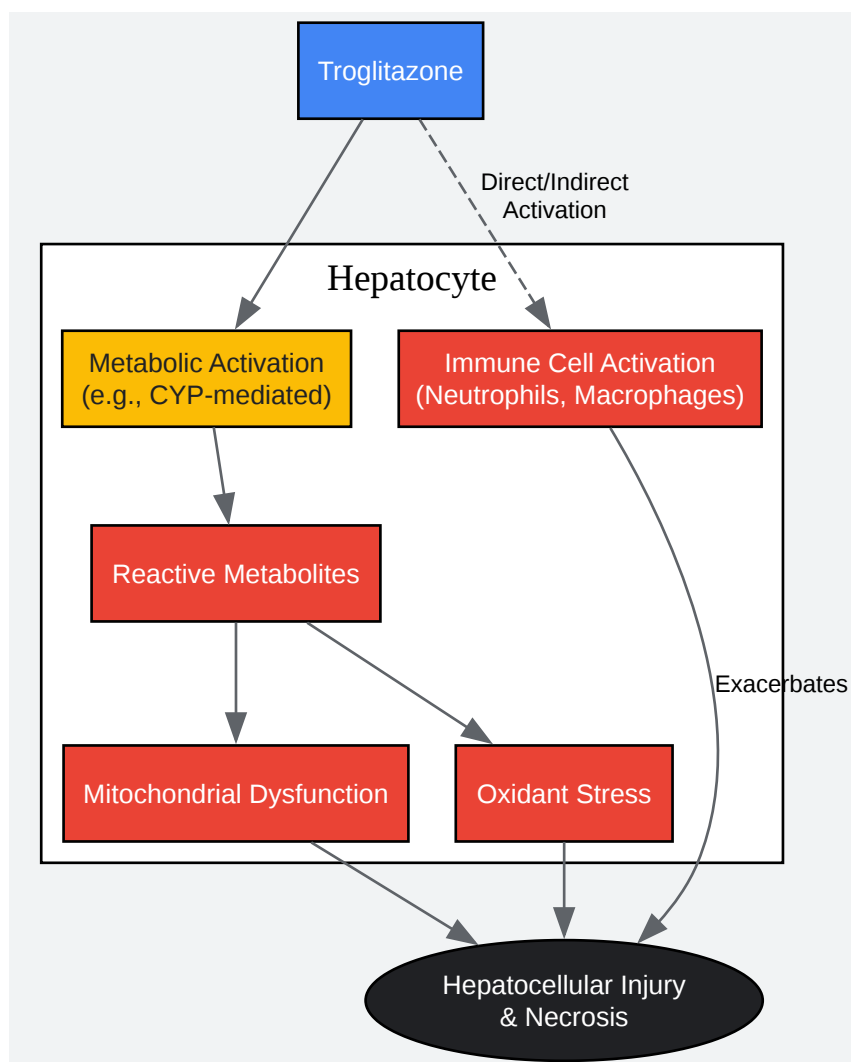 Troglitazone
Direct/Indirect
Activation
Hepatocyte
Metabolic Activation
(e.g., CYP-mediated)
Immune Cell Activation
(Neutrophils, Macrophages)
Reactive Metabolites
Exacerbates
Mitochondrial Dysfunction
Oxidant Stress
Hepatocellular Injury
& Necrosis